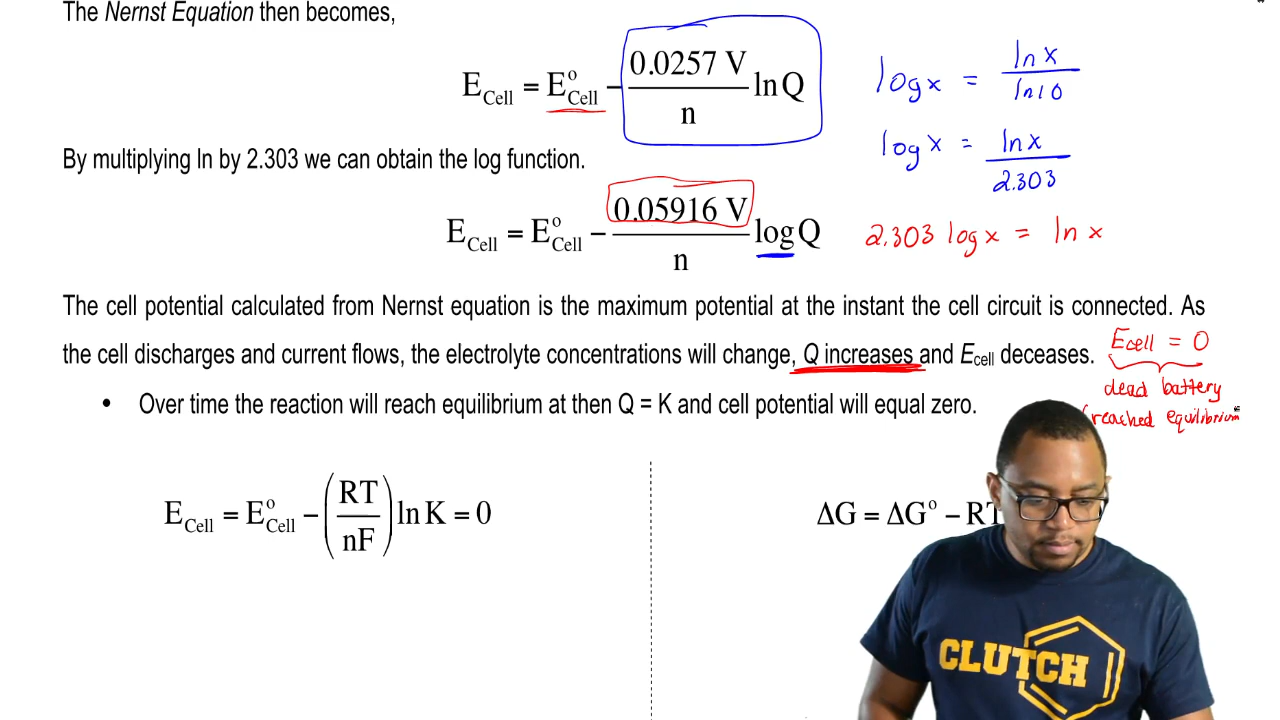 The Nernst Equation then becomes,
E_Cell = E°_Cell − (0.0257 V / n) ln Q
log x = ln x / ln 10
By multiplying ln by 2.303 we can obtain the log function.
log x = ln x / 2.303
E_Cell = E°_Cell − (0.05916 V / n) log Q
2.303 log x = ln x
The cell potential calculated from Nernst equation is the maximum potential at the instant the cell circuit is connected. As
the cell discharges and current flows, the electrolyte concentrations will change, Q increases and E_cell deceases.
E_cell = 0
dead battery
(reached equilibrium
• Over time the reaction will reach equilibrium at then Q = K and cell potential will equal zero.
E_Cell = E°_Cell − (RT / nF) ln K = 0
ΔG = ΔG° − RT
CLUTCH